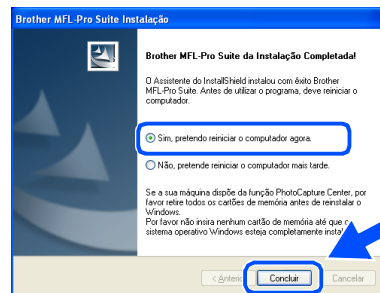 Brother MFL-Pro Suite Instalação
Brother MFL-Pro Suite da Instalação Completada!
O Assistente do InstallShield instalou com êxito Brother
MFL-Pro Suite. Antes de utilizar o programa, deve reiniciar o
computador.
Sim, pretendo reiniciar o computador agora.
Não, pretende reiniciar o computador mais tarde.
Se a sua máquina dispõe da função PhotoCapture Center, por
favor retire todos os cartões de memória antes de reinstalar o
Windows.
Por favor não insira nenhum cartão de memória até que o
sistema operativo Windows esteja completamente
< Concluir Cancelar